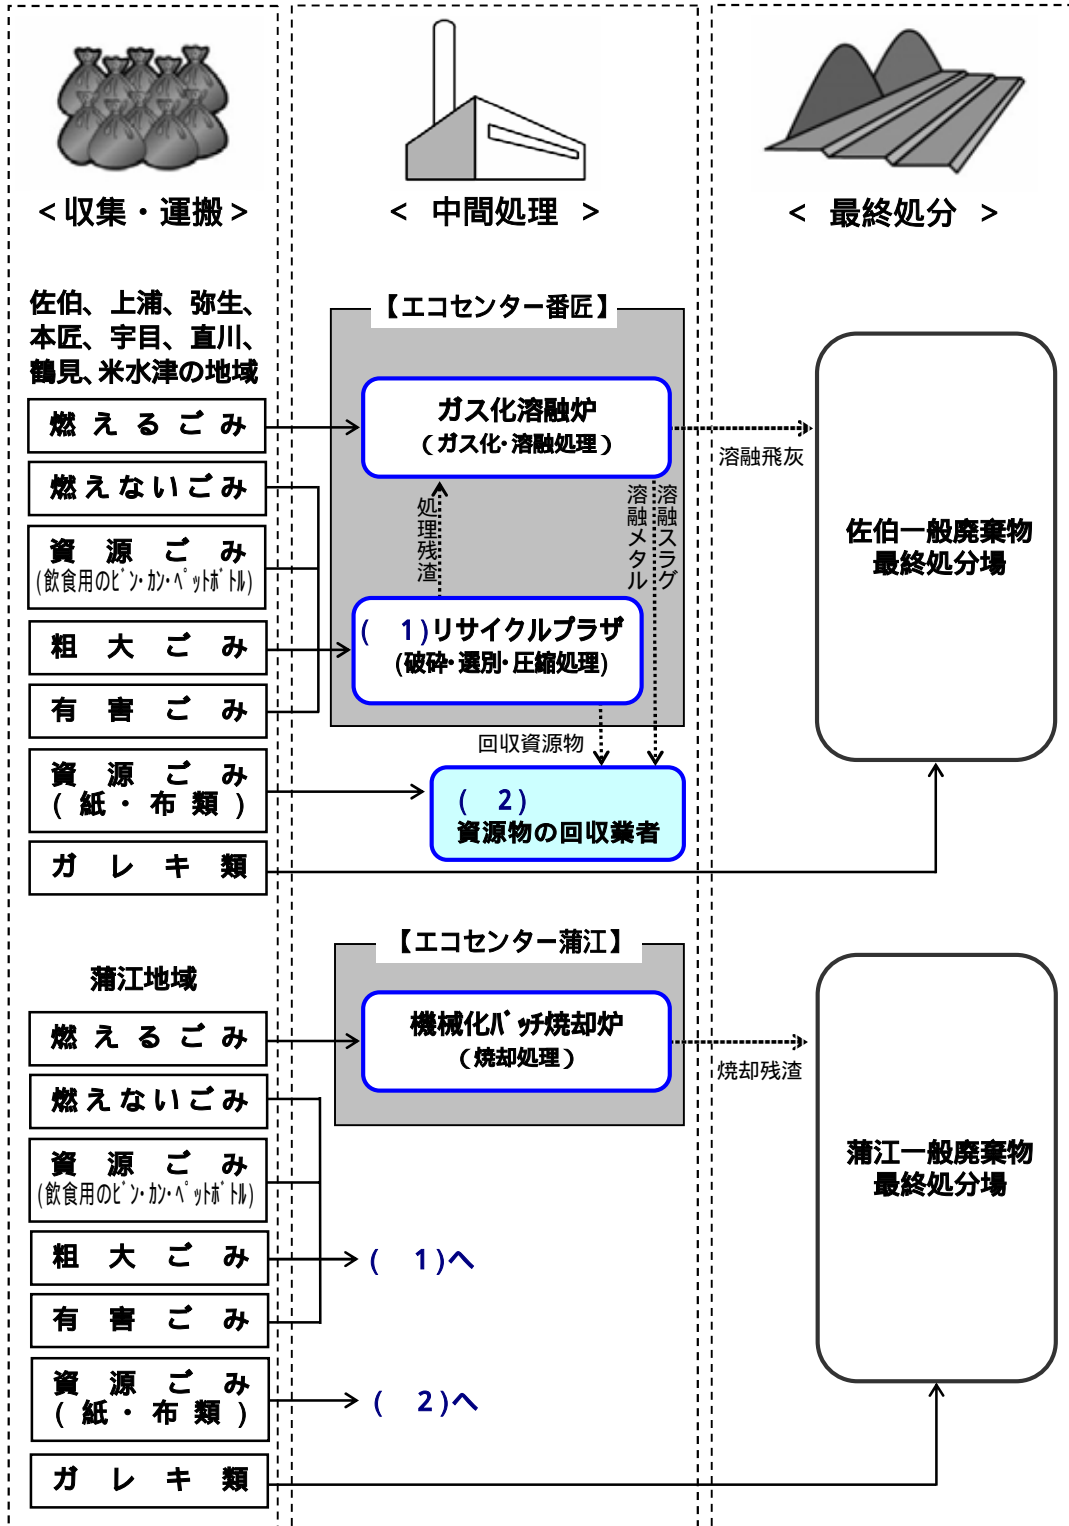 <収集・運搬>
< 中間処理 >
< 最終処分 >
佐伯、上浦、弥生、
本匠、宇目、直川、
鶴見、米水津の地域
燃えるごみ
燃えないごみ
資源ごみ
(飲食用のビン・カン・ペットボトル)
粗大ごみ
有害ごみ
資源ごみ
(紙・布類)
ガレキ類
【エコセンター番匠】
ガス化溶融炉
(ガス化・溶融処理)
処理残渣
溶融メタル
溶融スラグ
( 1)リサイクルプラザ
(破砕・選別・圧縮処理)
回収資源物
( 2)
資源物の回収業者
溶融飛灰
佐伯一般廃棄物
最終処分場
蒲江地域
燃えるごみ
燃えないごみ
資源ごみ
(飲食用のビン・カン・ペットボトル)
粗大ごみ
有害ごみ
資源ごみ
(紙・布類)
ガレキ類
【エコセンター蒲江】
機械化バッチ焼却炉
(焼却処理)
( 1)へ
( 2)へ
焼却残渣
蒲江一般廃棄物
最終処分場